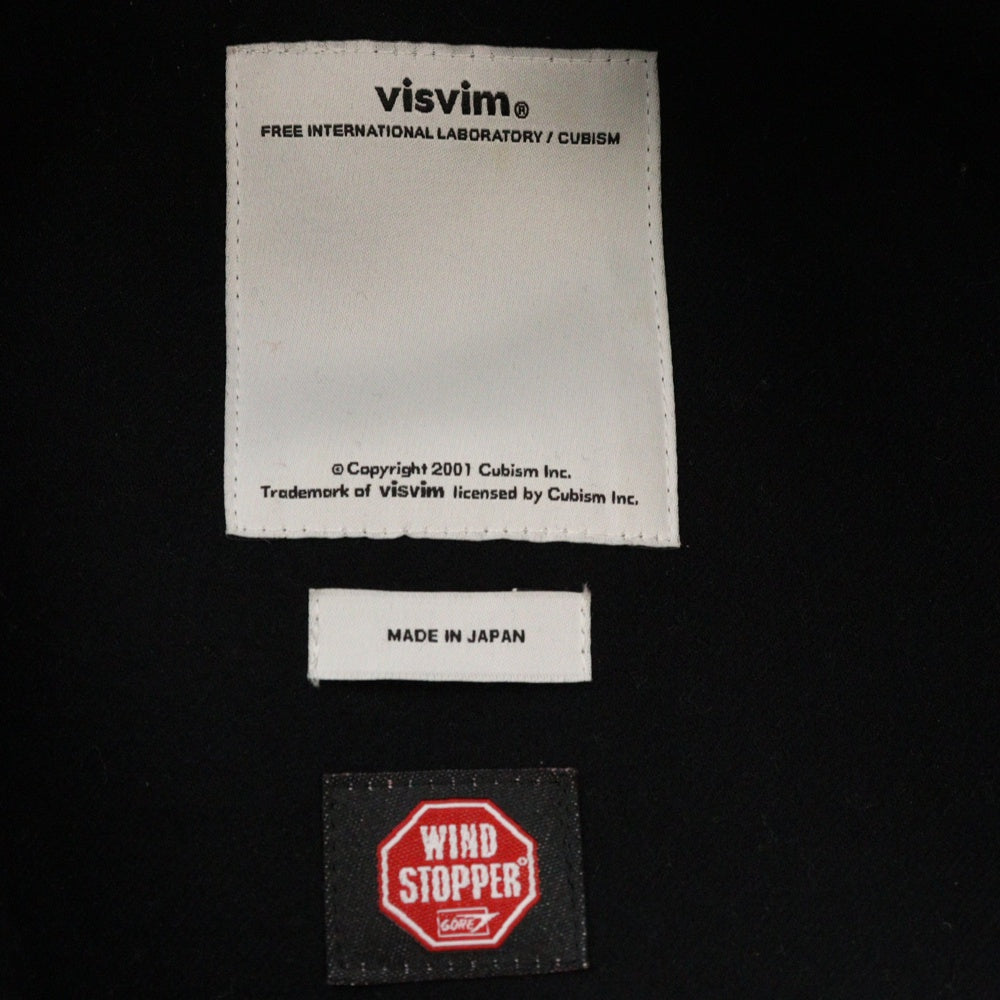 visvim®
FREE INTERNATIONAL LABORATORY / CUBISM
© Copyright 2001 Cubism Inc.
Trademark of visvim licensed by Cubism Inc.
MADE IN JAPAN
WIND
STOPPER®
GORE